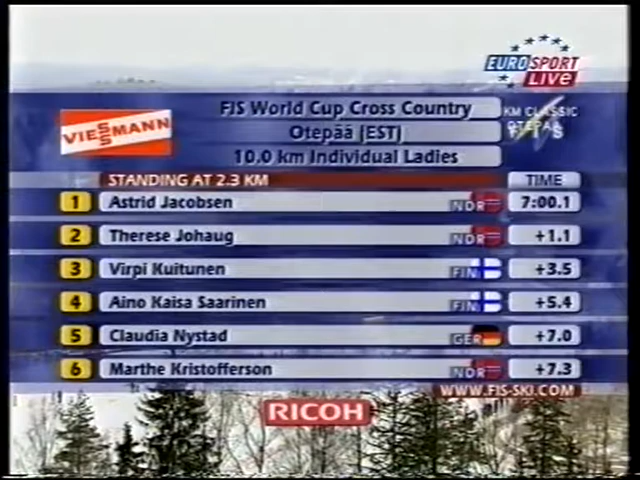 EUROSPORT
LIVE
VIESSMANN
FIS World Cup Cross Country
Otepää (EST)
10.0 km Individual Ladies
KM CLASSIC
OTEPÄÄ
STANDING AT 2.3 KM TIME
1 Astrid Jacobsen NOR 7:00.1
2 Therese Johaug NOR +1.1
3 Virpi Kuitunen FIN +3.5
4 Aino Kaisa Saarinen FIN +5.4
5 Claudia Nystad GER +7.0
6 Marthe Kristofferson NOR +7.3
WWW.FIS-SKI.COM
RICOH